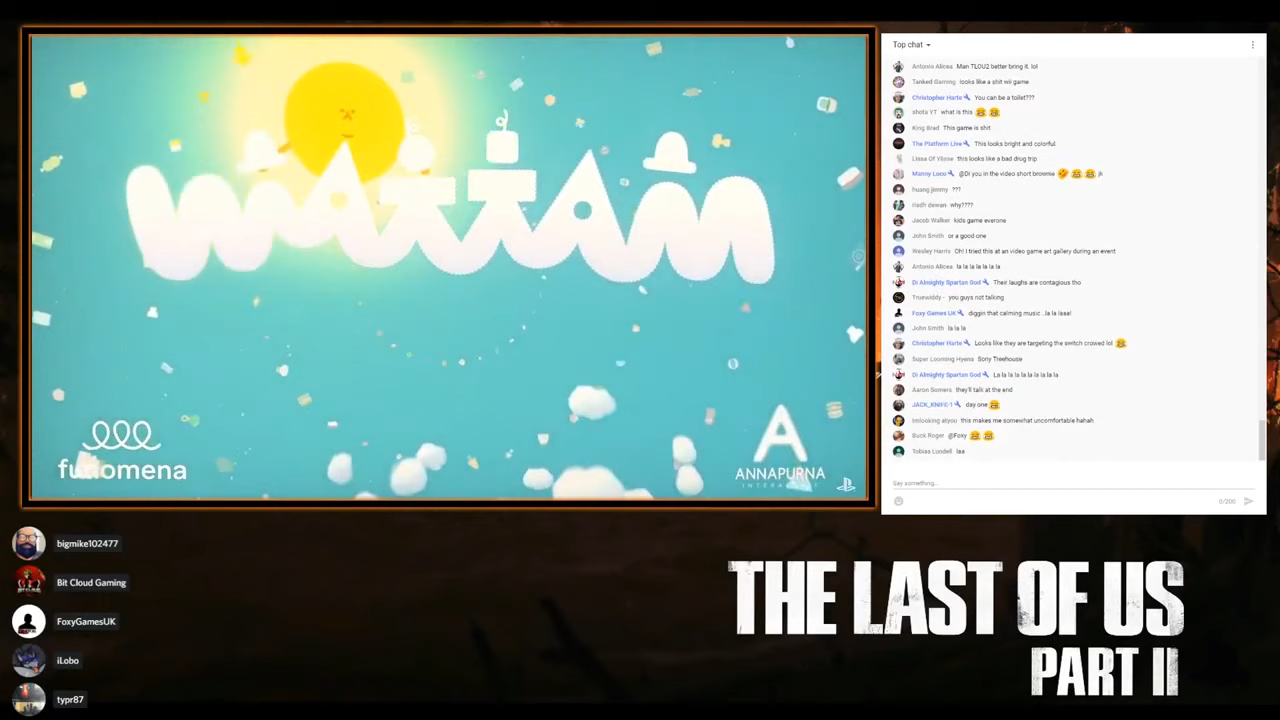 wattam
funomena
ANNAPURNA
INTERACTIVE
Top chat
Antonio Alicea Man TLOU2 better bring it. lol
Tanked Gaming looks like a shit wii game
Christopher Harte You can be a toilet???
shota YT what is this
King Brad This game is shit
The Platform Live This looks bright and colorful
Lissa Of Ylisse this looks like a bad drug trip
Manny Loco @Di you in the video short brownie jk
huang jimmy ???
riadh dewan why????
Jacob Walker kids game everone
John Smith or a good one
Wesley Harris Oh! I tried this at an video game art gallery during an event
Antonio Alicea la la la la la la la
Di Almighty Spartan God Their laughs are contagious tho
Truewiddy - you guys not talking
Foxy Games UK diggin that calming music ..la la laaa!
John Smith la la la
Christopher Harte Looks like they are targeting the switch crowed lol
Super Looming Hyena Sony Treehouse
Di Almighty Spartan God La la la la la la la la la
Aaron Somers they'll talk at the end
JACK_KNIFE-1 day one
Imlooking atyou this makes me somewhat uncomfortable hahah
Buck Roger @Foxy
Tobias Lundell laa
Say something...
0/200
bigmike102477
Bit Cloud Gaming
FoxyGamesUK
iLobo
typr87
THE LAST OF US
PART II